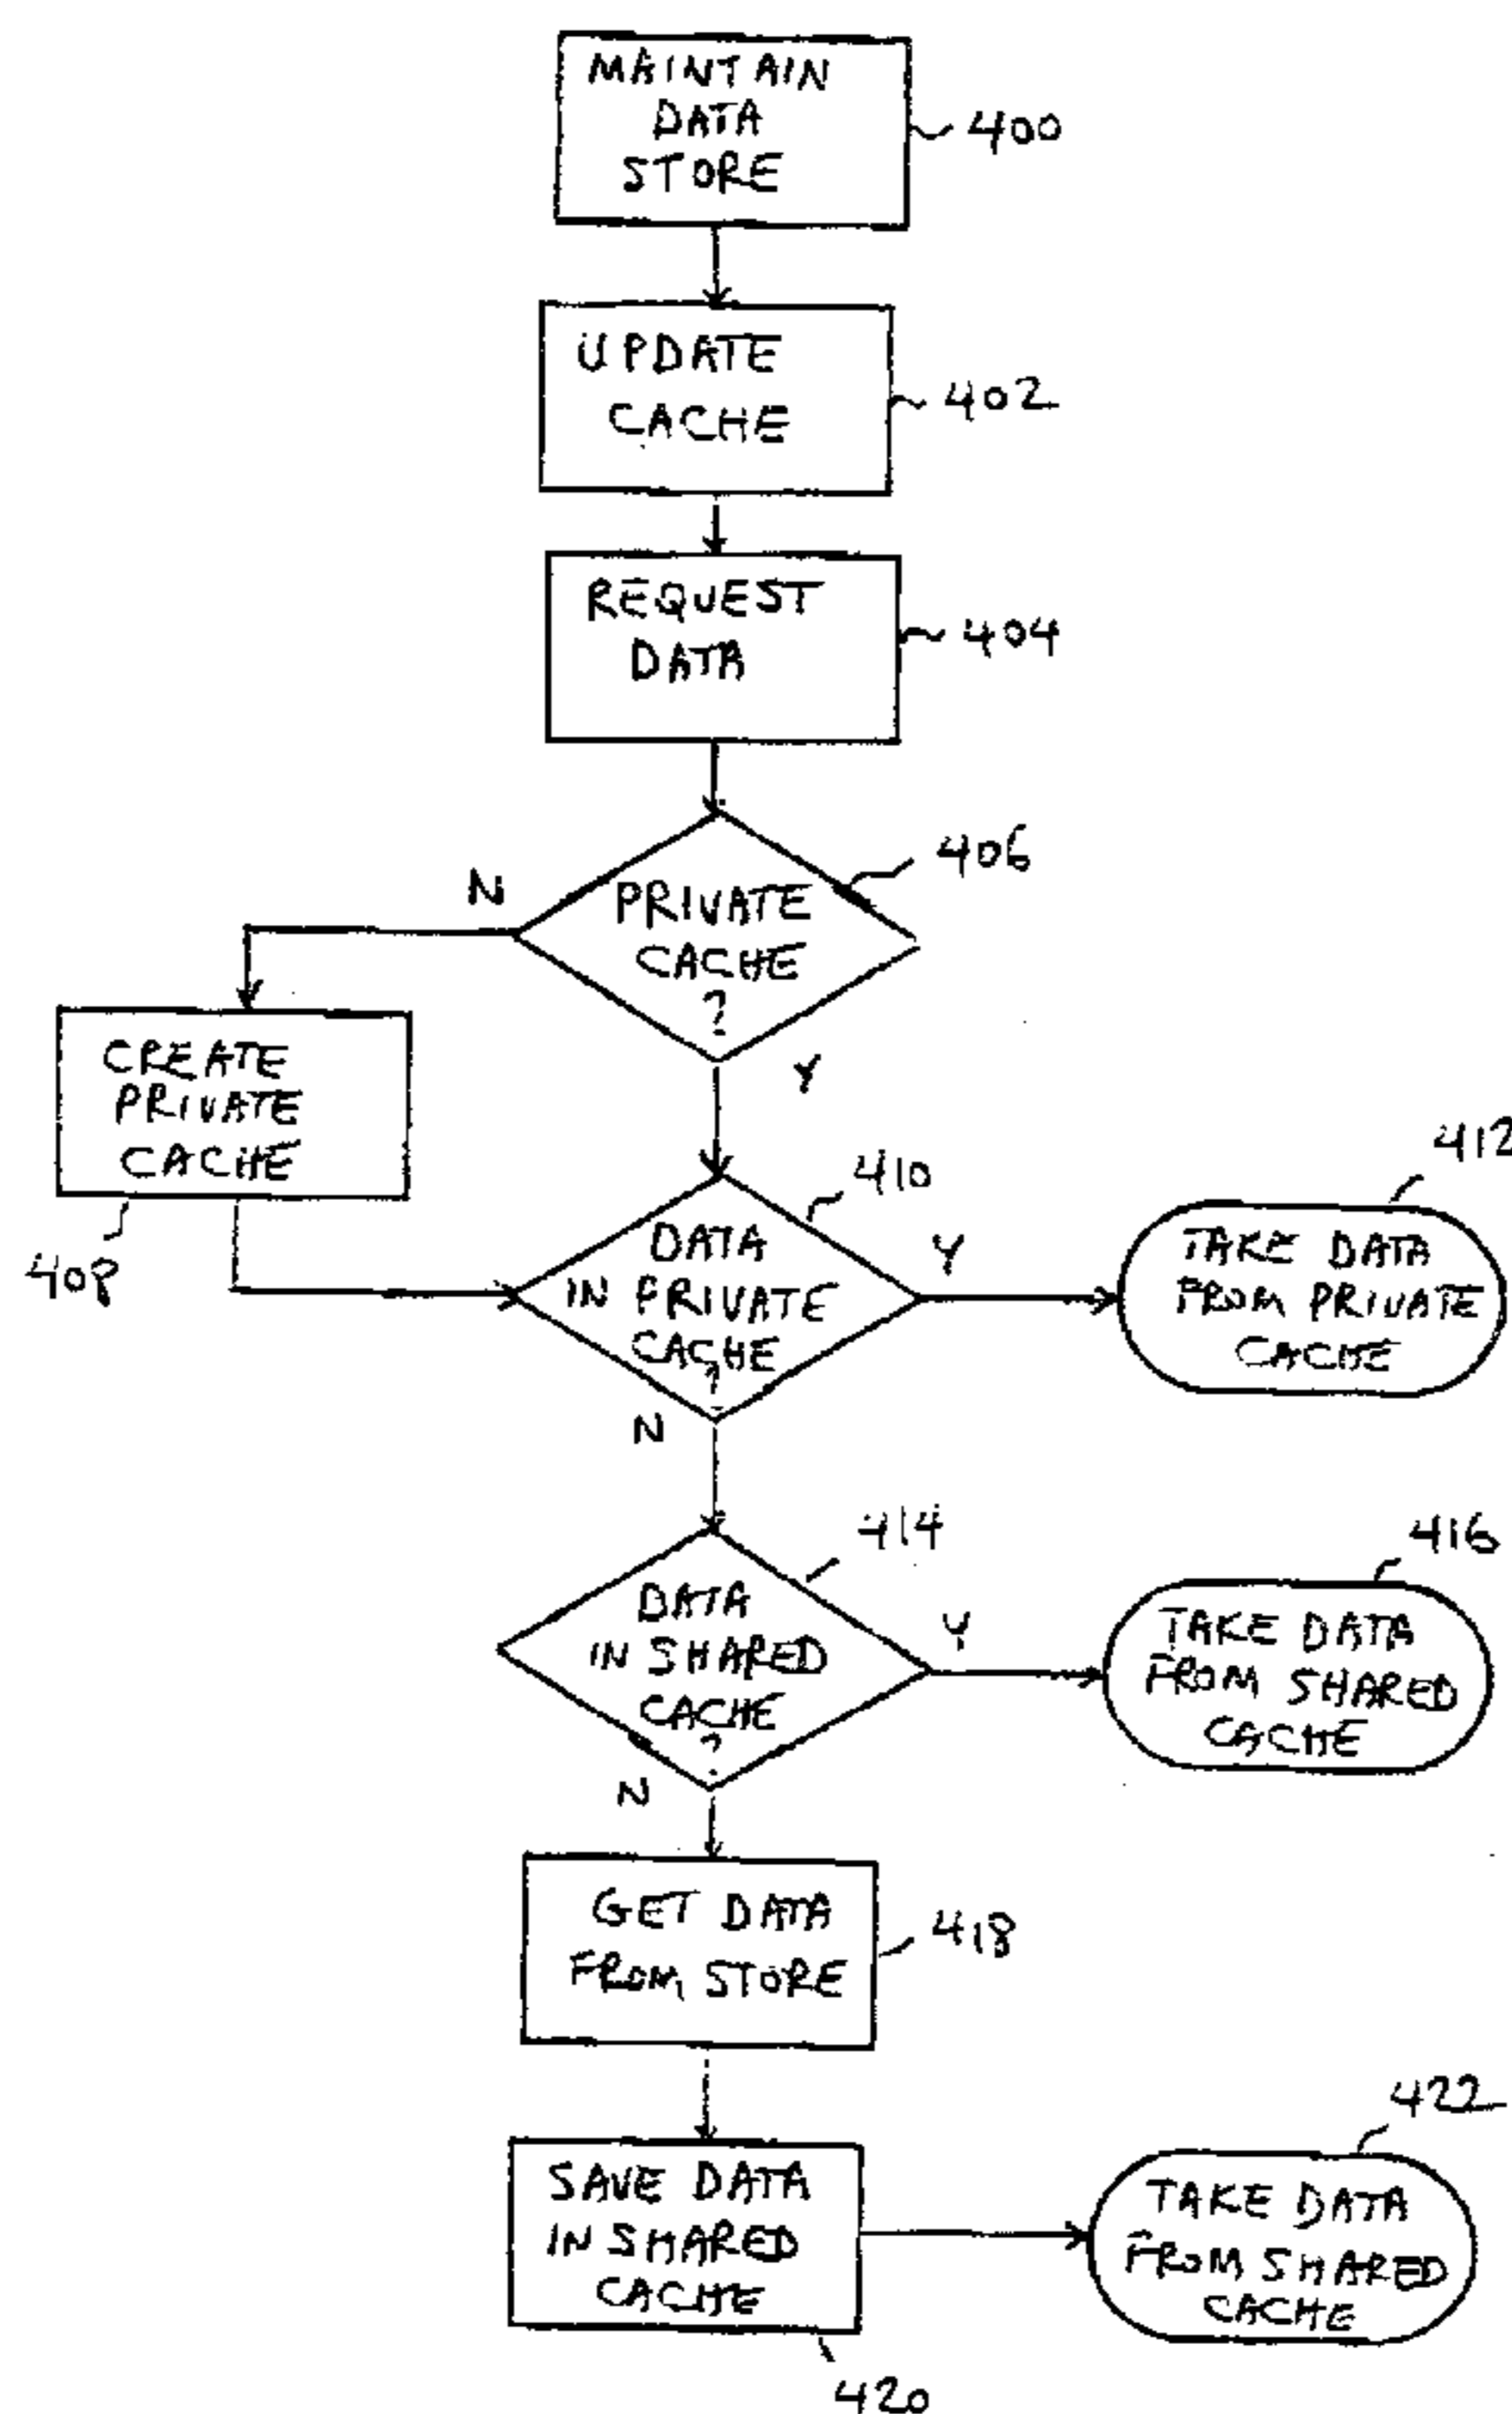 MAINTAIN
DATA
STORE
400
UPDATE
CACHE
402
REQUEST
DATA
404
406
N
PRIVATE
CACHE
?
Y
CREATE
PRIVATE
CACHE
408
410
412
DATA
IN PRIVATE
CACHE
?
Y
TAKE DATA
FROM PRIVATE
CACHE
N
414
416
DATA
IN SHARED
CACHE
?
Y
TAKE DATA
FROM SHARED
CACHE
N
GET DATA
FROM STORE
418
422
SAVE DATA
IN SHARED
CACHE
TAKE DATA
FROM SHARED
CACHE
420